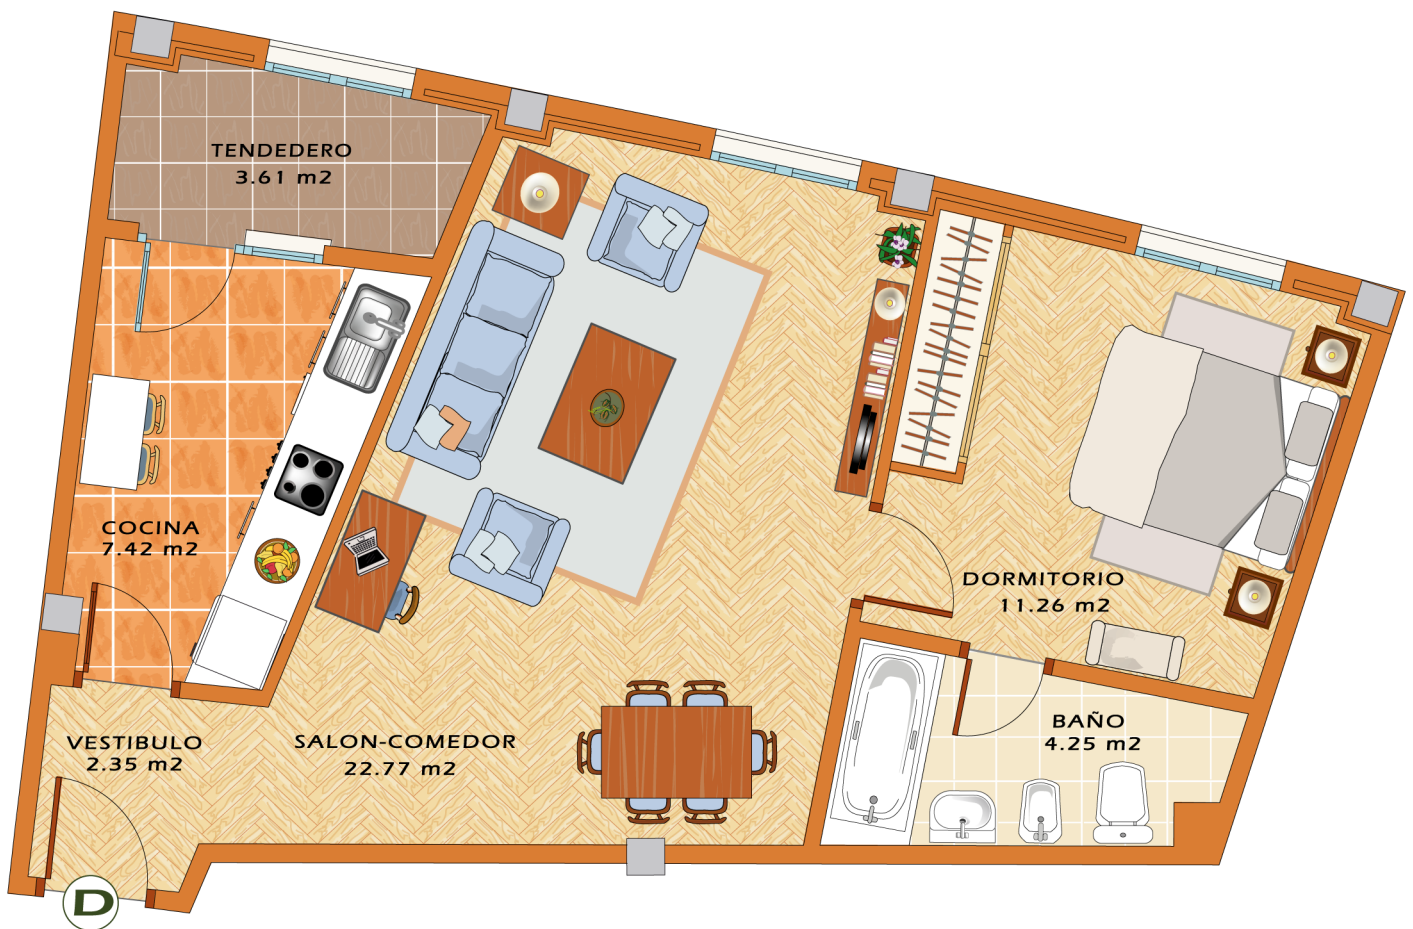 TENDEDERO
3.61 m2
COCINA
7.42 m2
DORMITORIO
11.26 m2
VESTIBULO
2.35 m2
SALON-COMEDOR
22.77 m2
BAÑO
4.25 m2
D